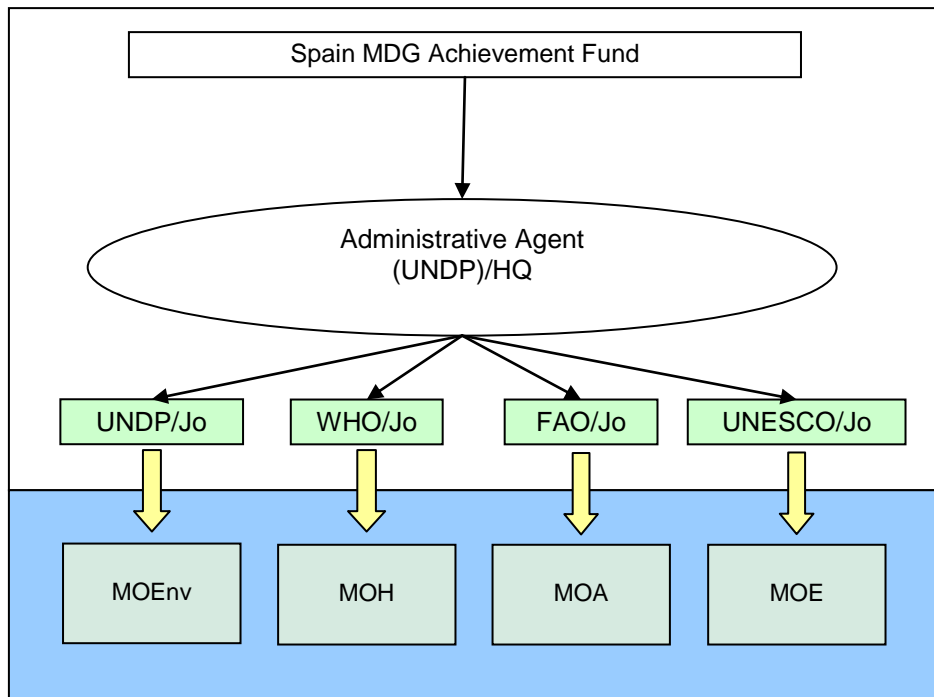 Spain MDG Achievement Fund
Administrative Agent
(UNDP)/HQ
UNDP/Jo
WHO/Jo
FAO/Jo
UNESCO/Jo
MOEnv
MOH
MOA
MOE